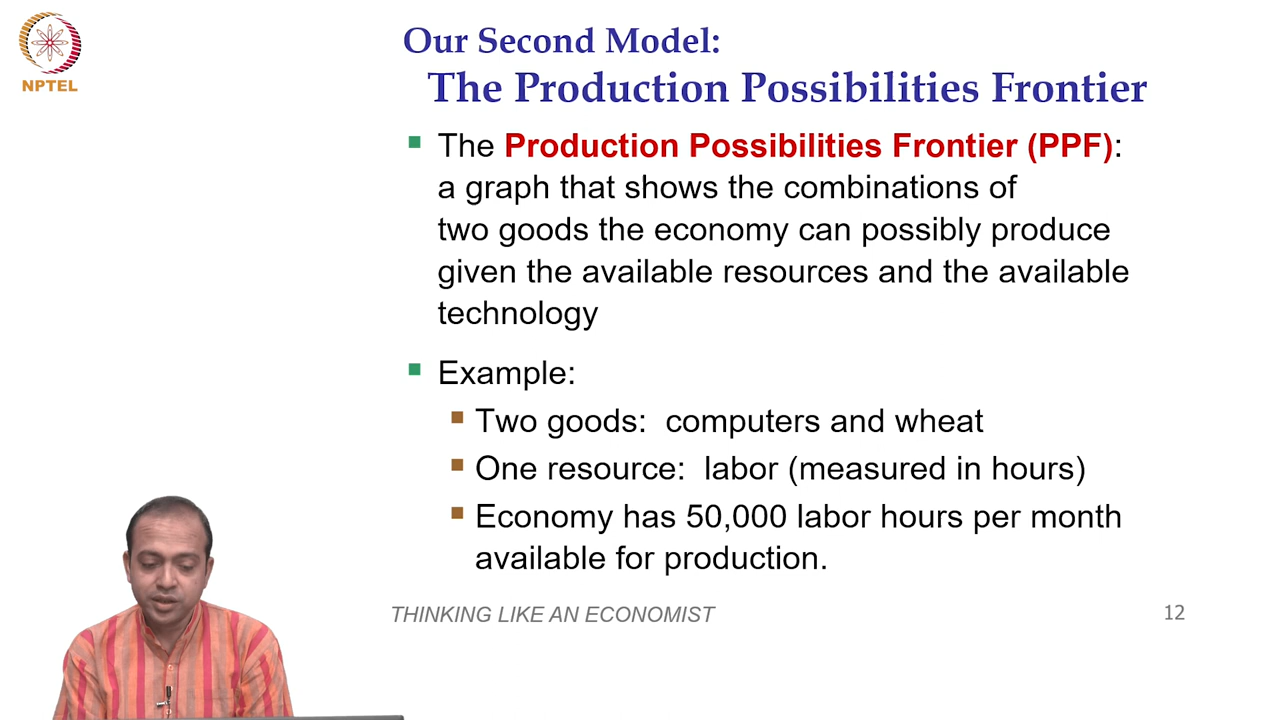 NPTEL
Our Second Model:
The Production Possibilities Frontier
The Production Possibilities Frontier (PPF):
a graph that shows the combinations of
two goods the economy can possibly produce
given the available resources and the available
technology
Example:
Two goods: computers and wheat
One resource: labor (measured in hours)
Economy has 50,000 labor hours per month
available for production.
THINKING LIKE AN ECONOMIST
12